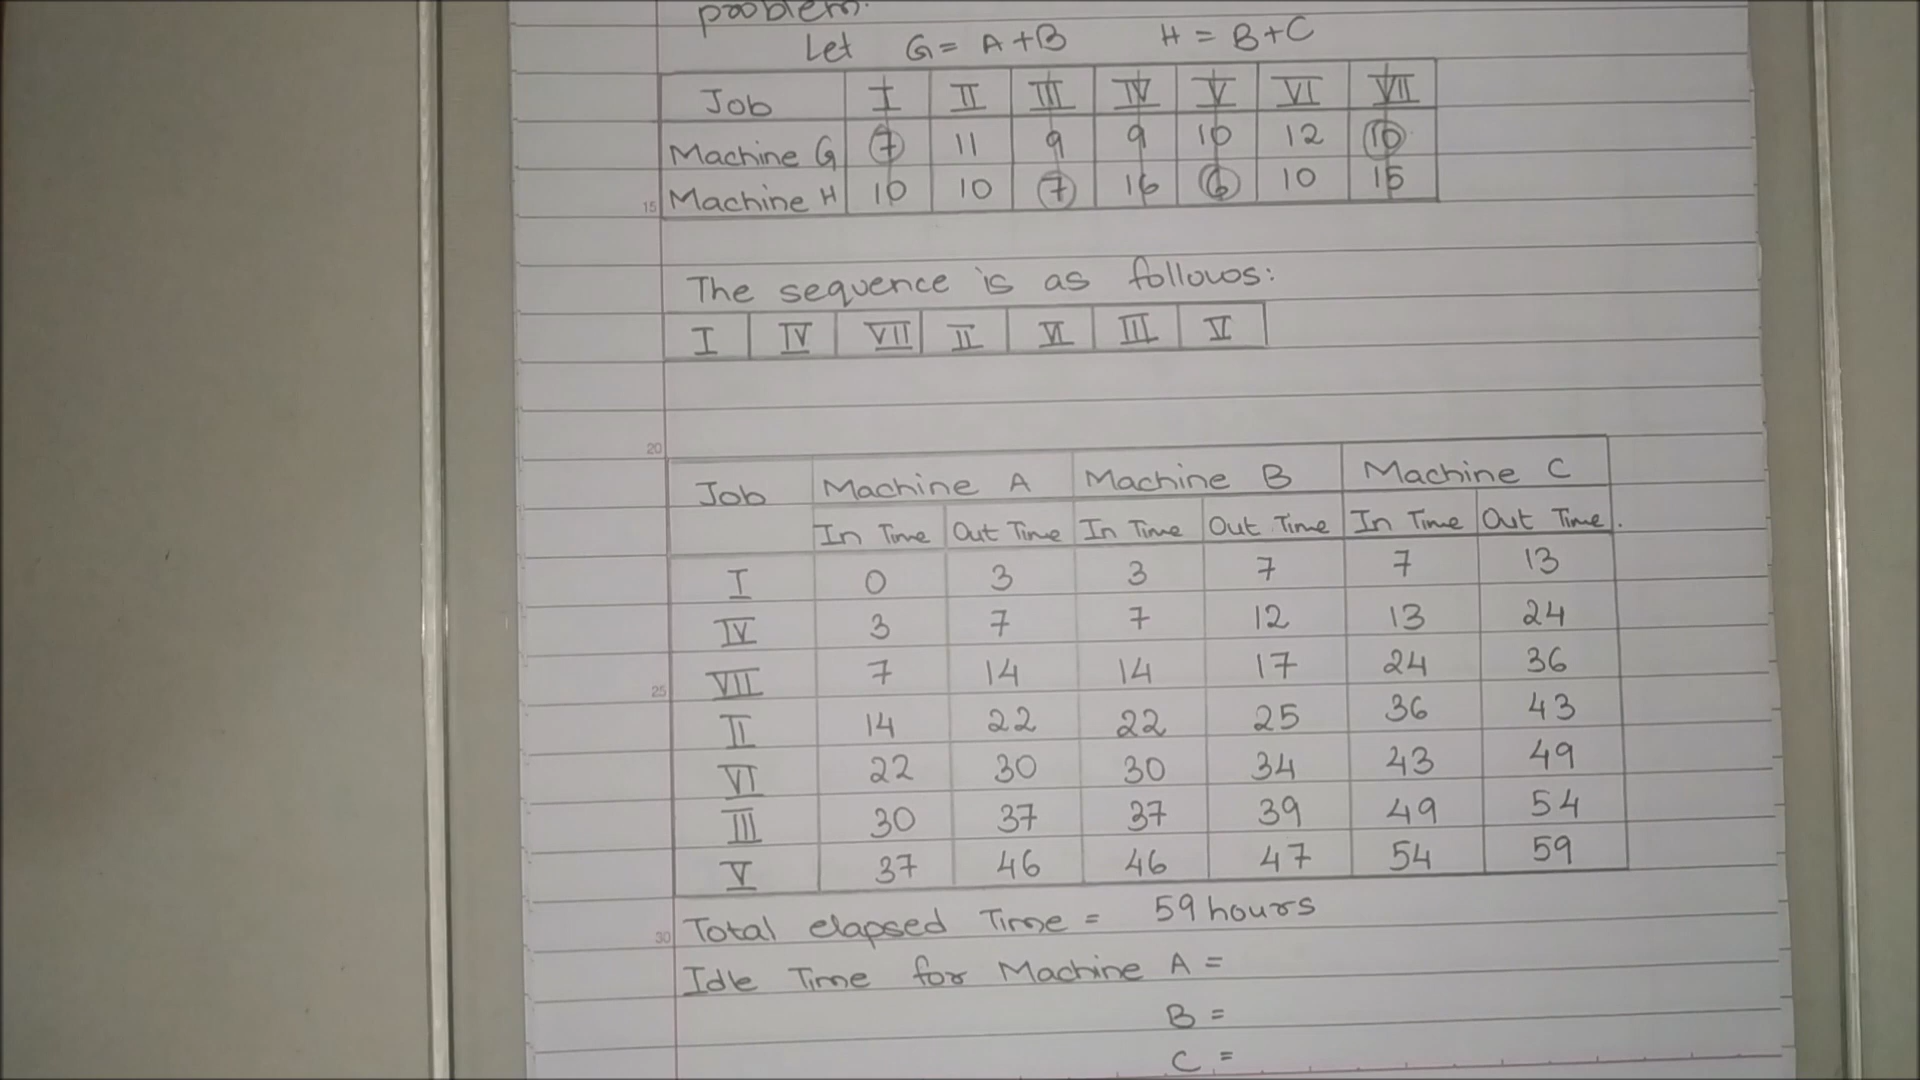 problem.
Let G = A+B H = B+C
Job I II III IV V VI VII
Machine G 7 11 9 9 10 12 10
15 Machine H 10 10 7 16 6 10 15
The sequence is as follows:
I IV VII II VI III V
20
Job Machine A Machine B Machine C
In Time Out Time In Time Out Time In Time Out Time.
I 0 3 3 7 7 13
IV 3 7 7 12 13 24
25 VII 7 14 14 17 24 36
II 14 22 22 25 36 43
VI 22 30 30 34 43 49
III 30 37 37 39 49 54
V 37 46 46 47 54 59
30 Total elapsed Time = 59 hours
Idle Time for Machine A =
B =
C =